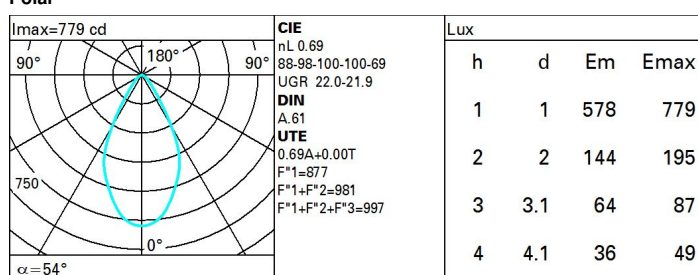 Imax=779 cd
90° 180° 90°
750
0°
α=54°
CIE
nL 0.69
88-98-100-100-69
UGR 22.0-21.9
DIN
A.61
UTE
0.69A+0.00T
F"1=877
F"1+F"2=981
F"1+F"2+F"3=997
Lux
h d Em Emax
1 1 578 779
2 2 144 195
3 3.1 64 87
4 4.1 36 49